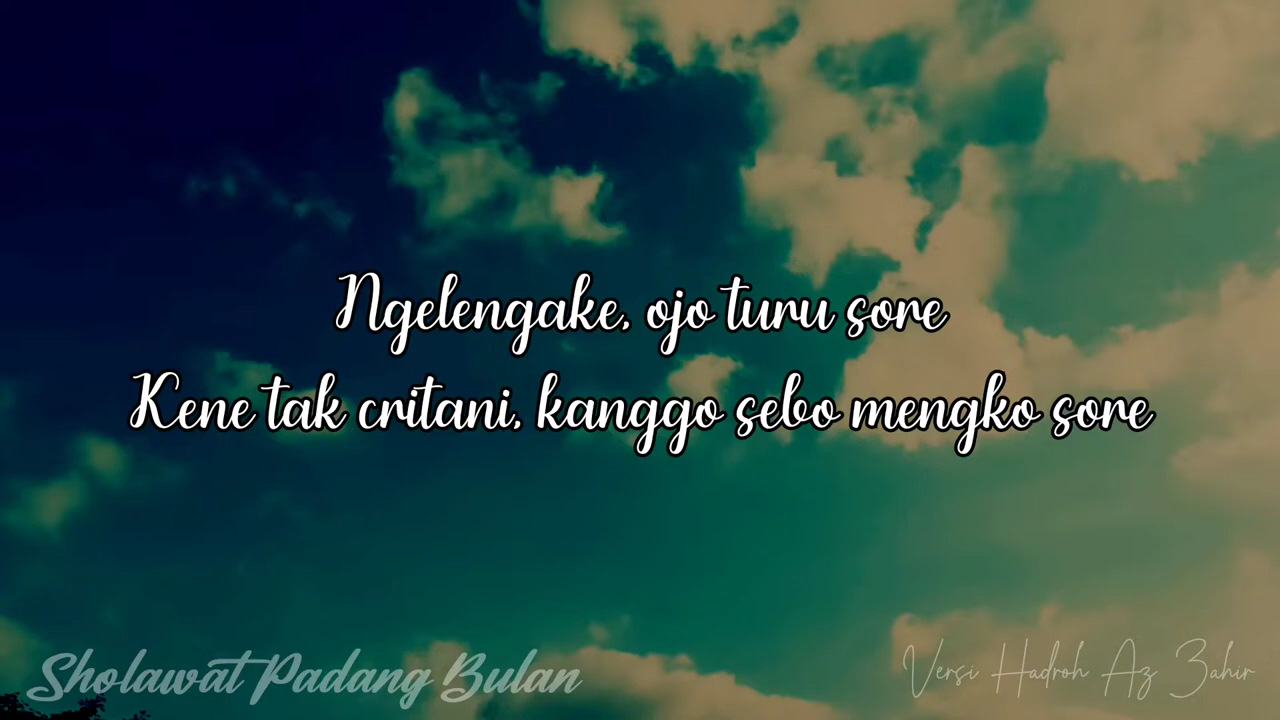 Ngelengake, ojo turu sore
Kene tak critani, kanggo sebo mengko sore
Sholawat Padang Bulan
Versi Hadroh Az Zahir